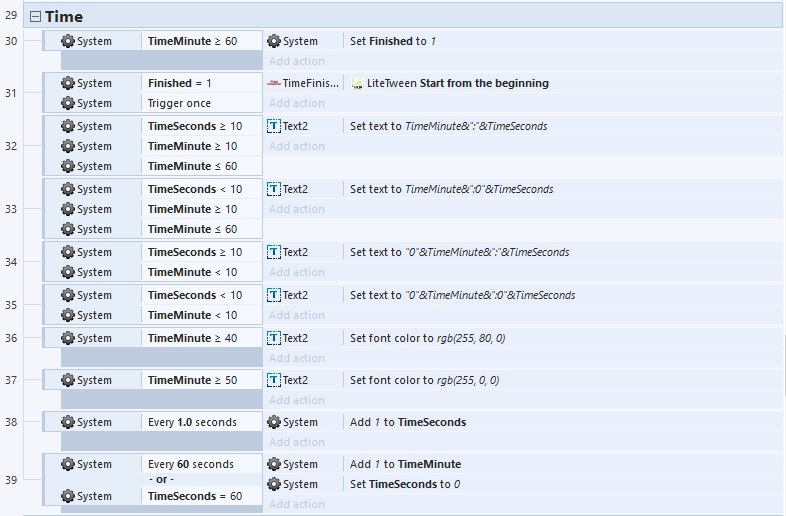 29 Time
30 System TimeMinute ≥ 60 System Set Finished to 1
Add action
31 System Finished = 1 TimeFinis... LiteTween Start from the beginning
System Trigger once Add action
32 System TimeSeconds ≥ 10 Text2 Set text to TimeMinute&":"&TimeSeconds
System TimeMinute ≥ 10 Add action
System TimeMinute ≤ 60
33 System TimeSeconds < 10 Text2 Set text to TimeMinute&":0"&TimeSeconds
System TimeMinute ≥ 10 Add action
System TimeMinute ≤ 60
34 System TimeSeconds ≥ 10 Text2 Set text to "0"&TimeMinute&":"&TimeSeconds
System TimeMinute < 10 Add action
35 System TimeSeconds < 10 Text2 Set text to "0"&TimeMinute&":0"&TimeSeconds
System TimeMinute < 10 Add action
36 System TimeMinute ≥ 40 Text2 Set font color to rgb(255, 80, 0)
Add action
37 System TimeMinute ≥ 50 Text2 Set font color to rgb(255, 0, 0)
Add action
38 System Every 1.0 seconds System Add 1 to TimeSeconds
Add action
39 System Every 60 seconds System Add 1 to TimeMinute
- or - System Set TimeSeconds to 0
System TimeSeconds = 60 Add action